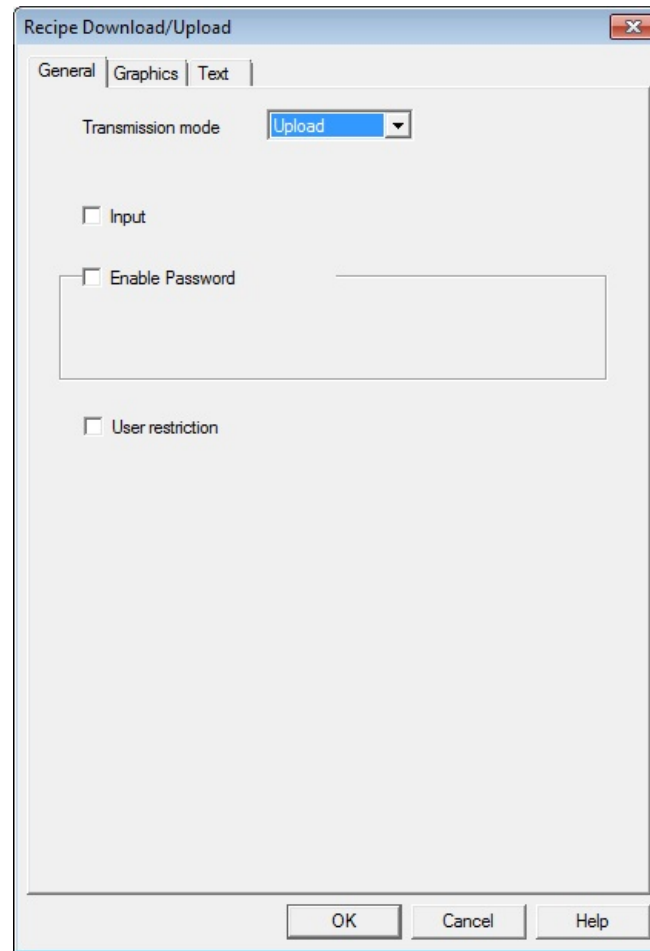 Recipe Download/Upload
General Graphics Text
Transmission mode Upload
Input
Enable Password
User restriction
OK Cancel Help